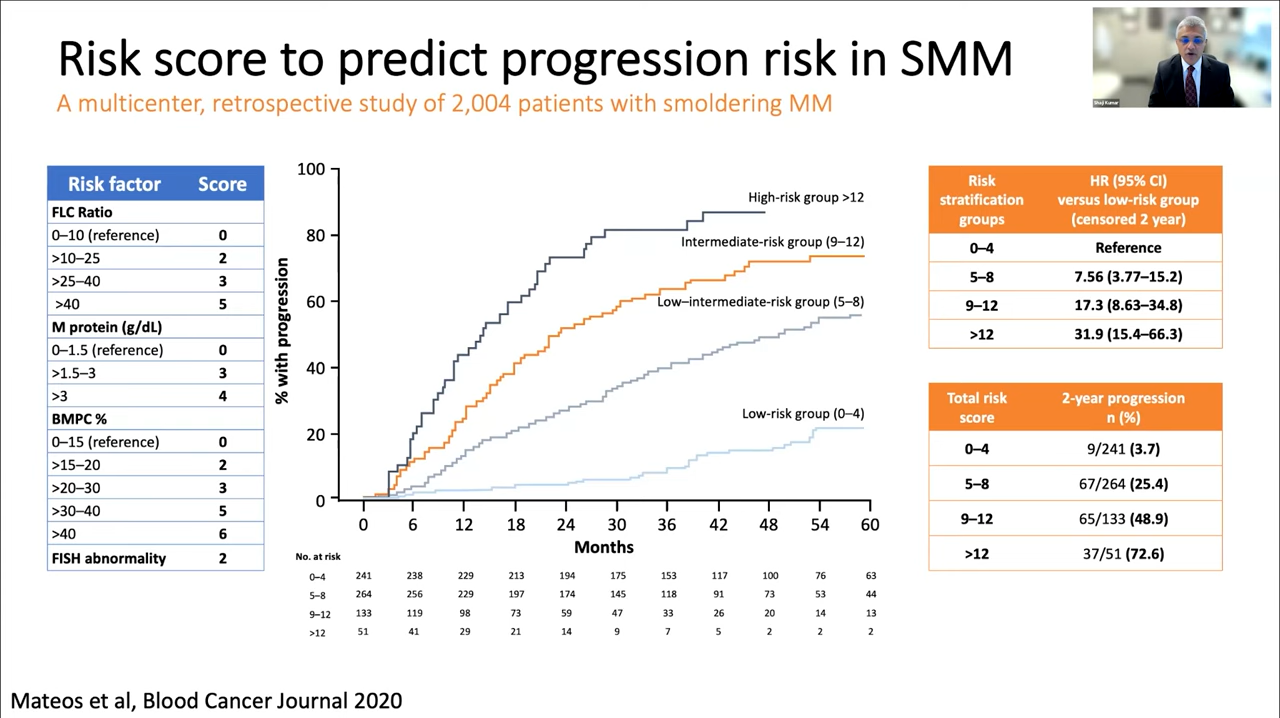 Risk score to predict progression risk in SMM
A multicenter, retrospective study of 2,004 patients with smoldering MM
Shaji Kumar
Risk factor Score
FLC Ratio
0–10 (reference) 0
>10–25 2
>25–40 3
>40 5
M protein (g/dL)
0–1.5 (reference) 0
>1.5–3 3
>3 4
BMPC %
0–15 (reference) 0
>15–20 2
>20–30 3
>30–40 5
>40 6
FISH abnormality 2
% with progression
100
80
60
40
20
0
High-risk group >12
Intermediate-risk group (9–12)
Low–intermediate-risk group (5–8)
Low-risk group (0–4)
0 6 12 18 24 30 36 42 48 54 60
Months
No. at risk
0–4 241 238 229 213 194 175 153 117 100 76 63
5–8 264 256 229 197 174 145 118 91 73 53 44
9–12 133 119 98 73 59 47 33 26 20 14 13
>12 51 41 29 21 14 9 7 5 2 2 2
Risk stratification groups HR (95% CI) versus low-risk group (censored 2 year)
0–4 Reference
5–8 7.56 (3.77–15.2)
9–12 17.3 (8.63–34.8)
>12 31.9 (15.4–66.3)
Total risk score 2-year progression n (%)
0–4 9/241 (3.7)
5–8 67/264 (25.4)
9–12 65/133 (48.9)
>12 37/51 (72.6)
Mateos et al, Blood Cancer Journal 2020